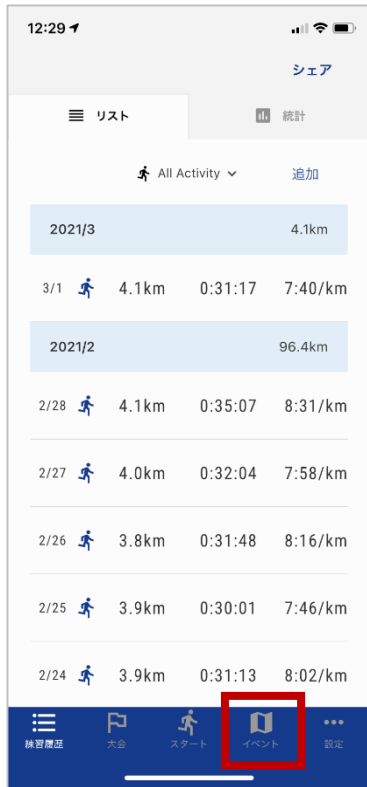 12:29
シェア
リスト 統計
All Activity 追加
2021/3 4.1km
3/1 4.1km 0:31:17 7:40/km
2021/2 96.4km
2/28 4.1km 0:35:07 8:31/km
2/27 4.0km 0:32:04 7:58/km
2/26 3.8km 0:31:48 8:16/km
2/25 3.9km 0:30:01 7:46/km
2/24 3.9km 0:31:13 8:02/km
練習履歴 大会 スタート イベント 設定